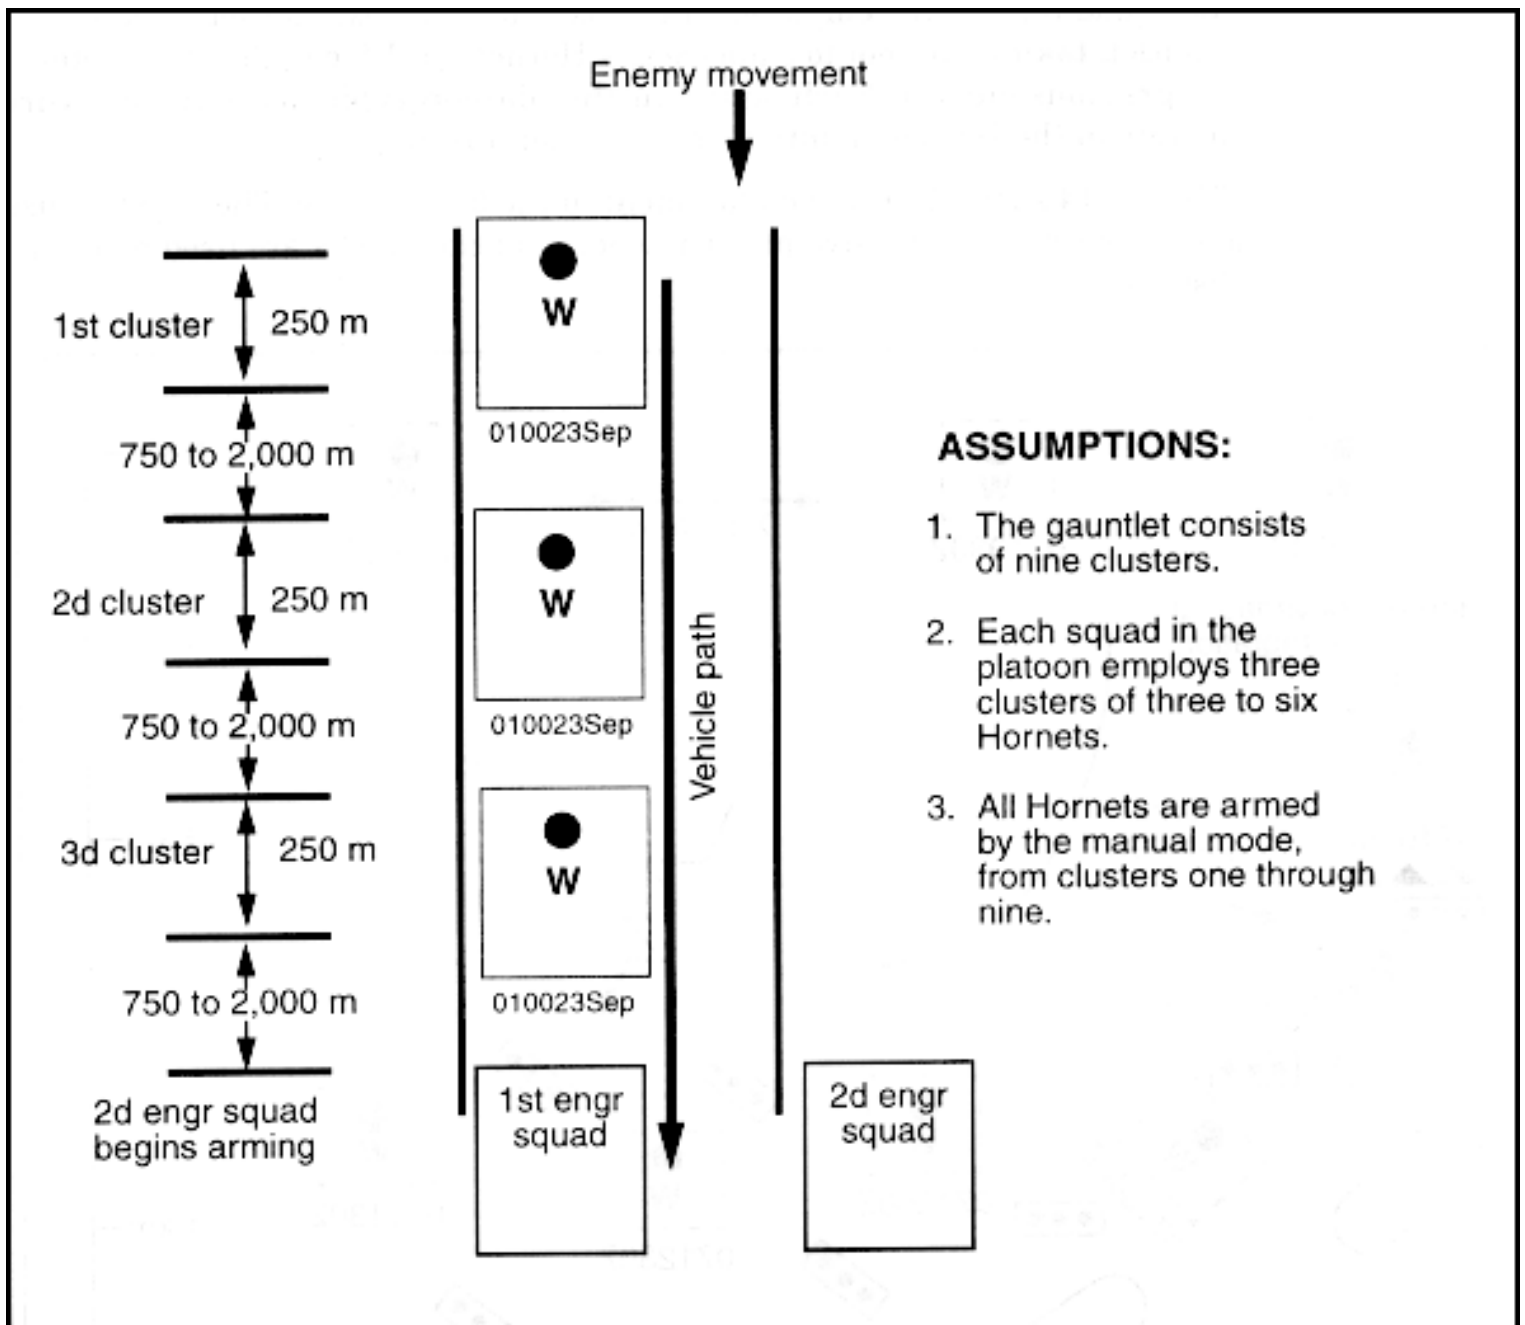 Enemy movement
1st cluster
250 m
750 to 2,000 m
2d cluster
250 m
750 to 2,000 m
3d cluster
250 m
750 to 2,000 m
2d engr squad
begins arming
W
010023Sep
W
010023Sep
W
010023Sep
1st engr
squad
Vehicle path
2d engr
squad
ASSUMPTIONS:
1. The gauntlet consists
of nine clusters.
2. Each squad in the
platoon employs three
clusters of three to six
Hornets.
3. All Hornets are armed
by the manual mode,
from clusters one through
nine.